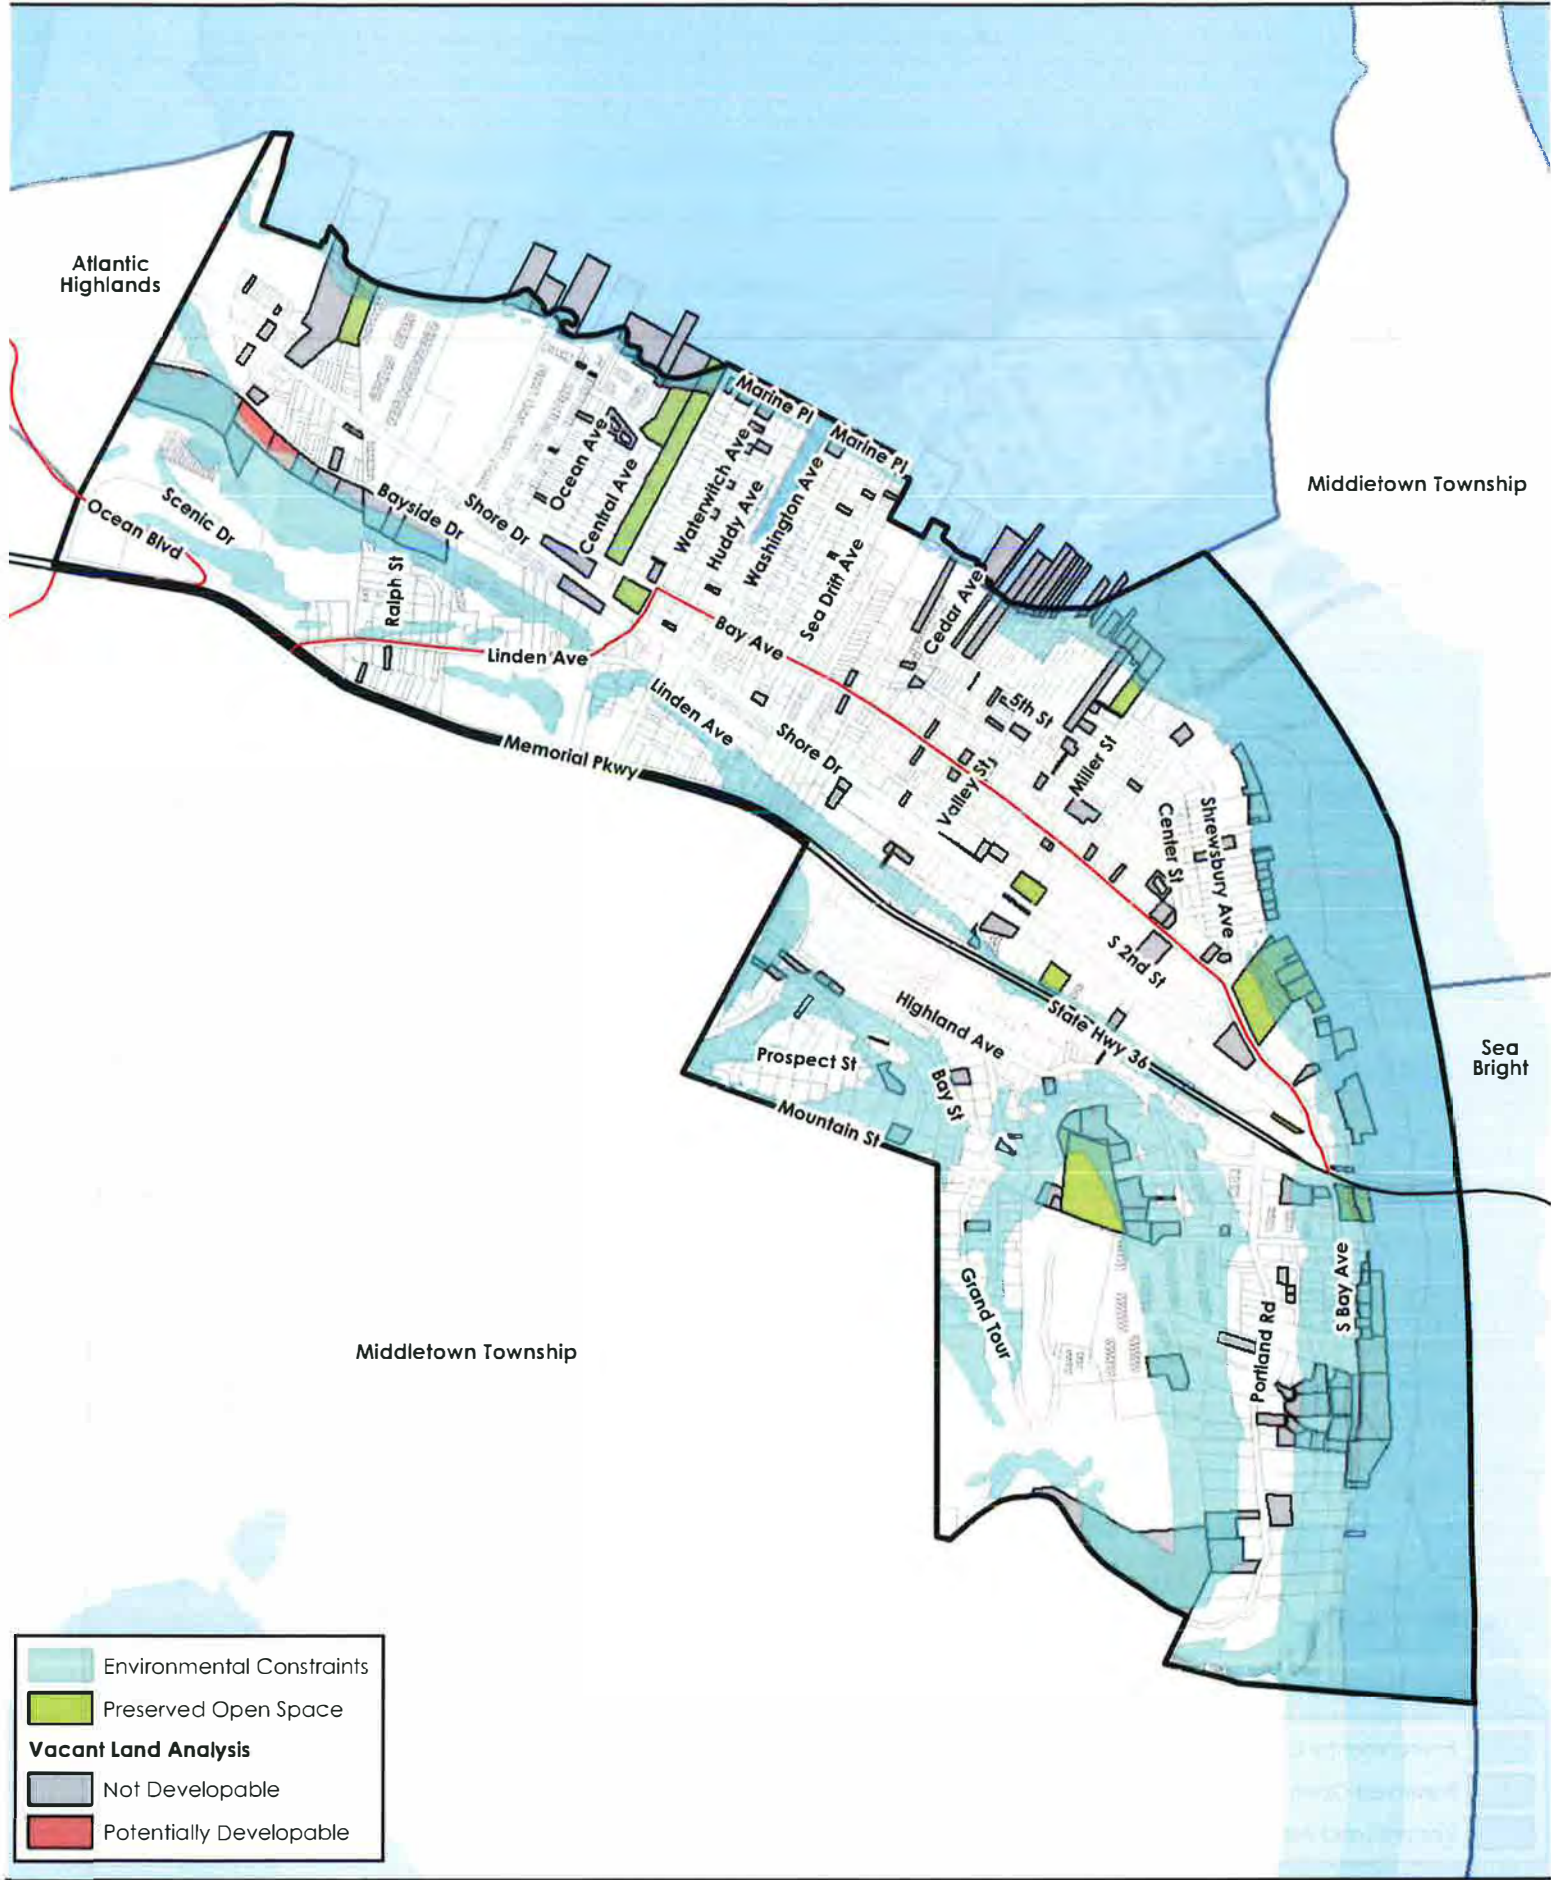 Atlantic
Highlands
Marine Pl
Marine Pl
Middletown Township
Ocean Ave
Central Ave
Waterwitch Ave
Huddy Ave
Washington Ave
Bayside Dr
Shore Dr
Scenic Dr
Ocean Blvd
Ralph St
Sea Drift Ave
Cedar Ave
Bay Ave
Linden Ave
Linden Ave
5th St
Shore Dr
Memorial Pkwy
Miller St
Valley St
Center St
Shrewsbury Ave
S 2nd St
Highland Ave
State Hwy 36
Sea
Bright
Prospect St
Bay St
Mountain St
Grand Tour
S Bay Ave
Portland Rd
Middletown Township
Environmental Constraints
Preserved Open Space
Vacant Land Analysis
Not Developable
Potentially Developable